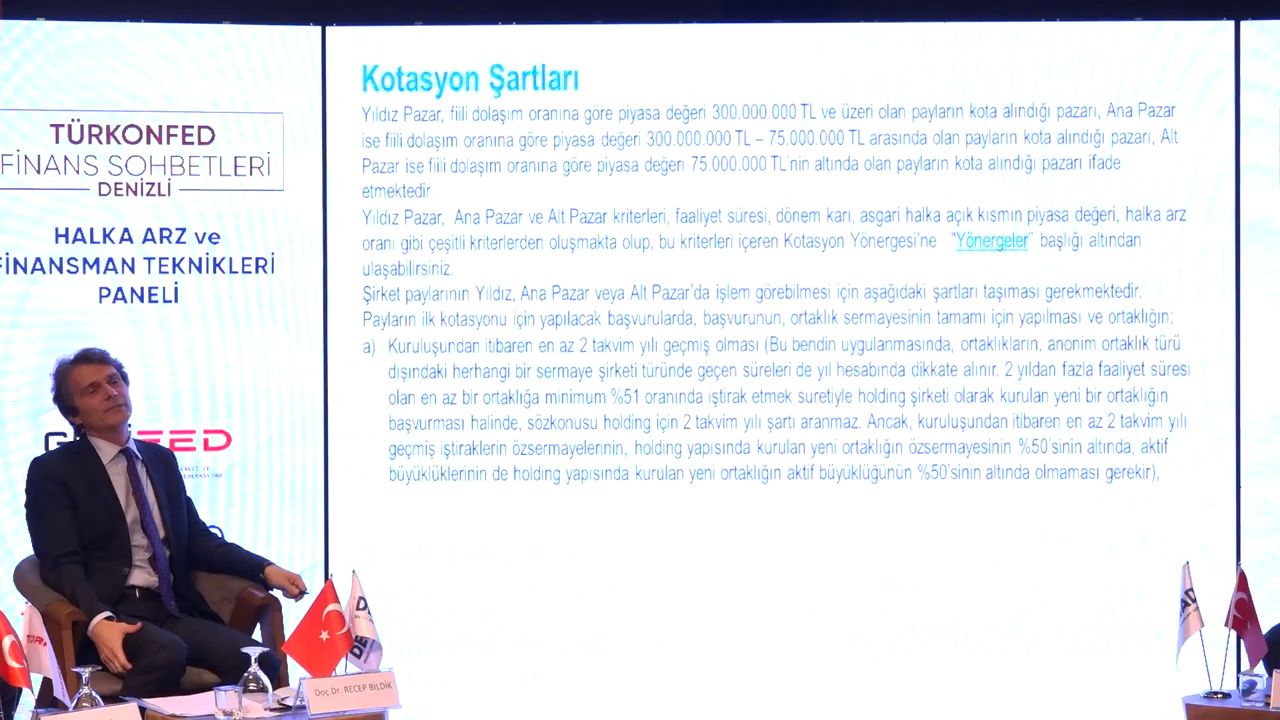 TÜRKONFED
FİNANS SOHBETLERİ
DENİZLİ
HALKA ARZ ve
FİNANSMAN TEKNİKLERİ
PANELİ
Kotasyon Şartları
Yıldız Pazar, fiili dolaşım oranına göre piyasa değeri 300.000.000 TL ve üzeri olan payların kota alındığı pazarı, Ana Pazar
ise fiili dolaşım oranına göre piyasa değeri 300.000.000 TL – 75.000.000 TL arasında olan payların kota alındığı pazarı, Alt
Pazar ise fiili dolaşım oranına göre piyasa değeri 75.000.000 TL'nin altında olan payların kota alındığı pazarı ifade
etmektedir.
Yıldız Pazar, Ana Pazar ve Alt Pazar kriterleri, faaliyet süresi, dönem karı, asgari halka açık kısmın piyasa değeri, halka arz
oranı gibi çeşitli kriterlerden oluşmakta olup, bu kriterleri içeren Kotasyon Yönergesi'ne "Yönergeler" başlığı altından
ulaşabilirsiniz.
Şirket paylarının Yıldız, Ana Pazar veya Alt Pazar'da işlem görebilmesi için aşağıdaki şartları taşıması gerekmektedir.
Payların ilk kotasyonu için yapılacak başvurularda, başvurunun, ortaklık sermayesinin tamamı için yapılması ve ortaklığın;
a) Kuruluşundan itibaren en az 2 takvim yılı geçmiş olması (Bu bendin uygulanmasında, ortaklıkların, anonim ortaklık türü
dışındaki herhangi bir sermaye şirketi türünde geçen süreleri de yıl hesabında dikkate alınır. 2 yıldan fazla faaliyet süresi
olan en az bir ortaklığa minimum %51 oranında iştirak etmek suretiyle holding şirketi olarak kurulan yeni bir ortaklığın
başvurması halinde, sözkonusu holding için 2 takvim yılı şartı aranmaz. Ancak, kuruluşundan itibaren en az 2 takvim yılı
geçmiş iştiraklerin özsermayelerinin, holding yapısında kurulan yeni ortaklığın özsermayesinin %50'sinin altında, aktif
büyüklüklerinin de holding yapısında kurulan yeni ortaklığın aktif büyüklüğünün %50'sinin altında olmaması gerekir),
Doç.Dr. RECEP BİLDİK